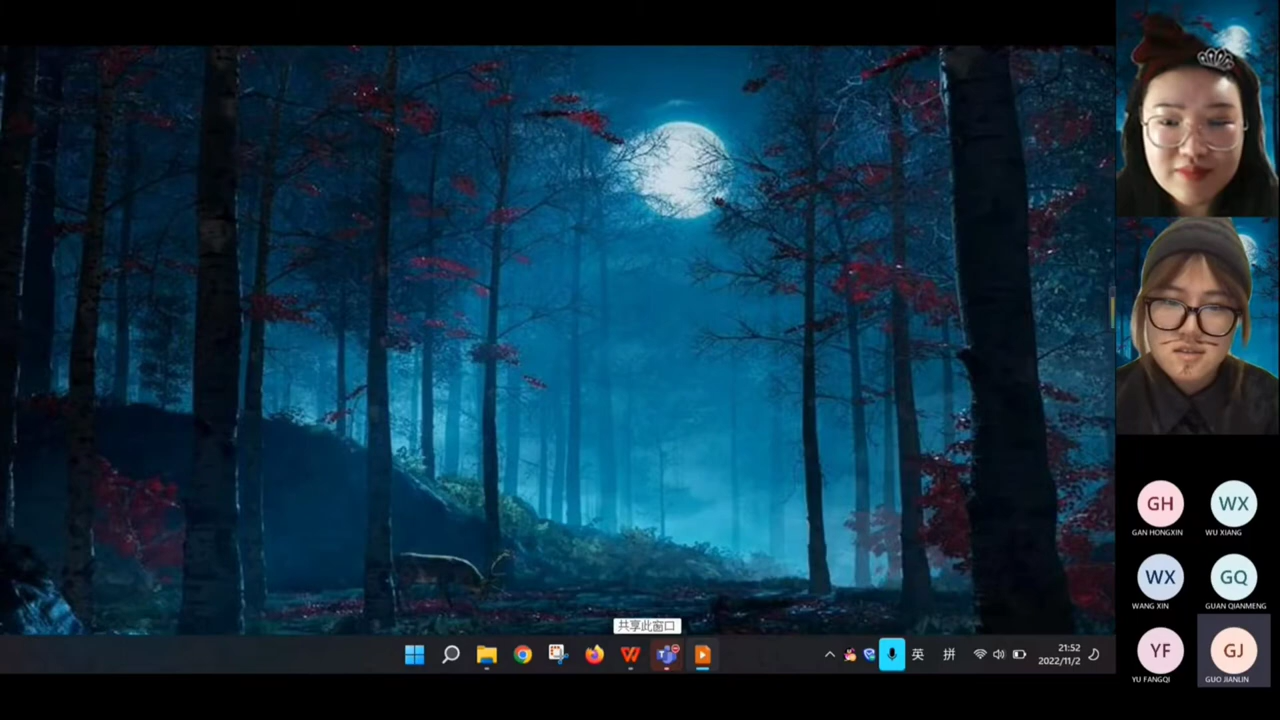 共享此窗口
英
拼
21:52
2022/11/2
GH
WX
GAN HONGXIN
WU XIANG
WX
GQ
WANG XIN
GUAN QIANMENG
YF
GJ
YU FANGQI
GUO JIANLIN